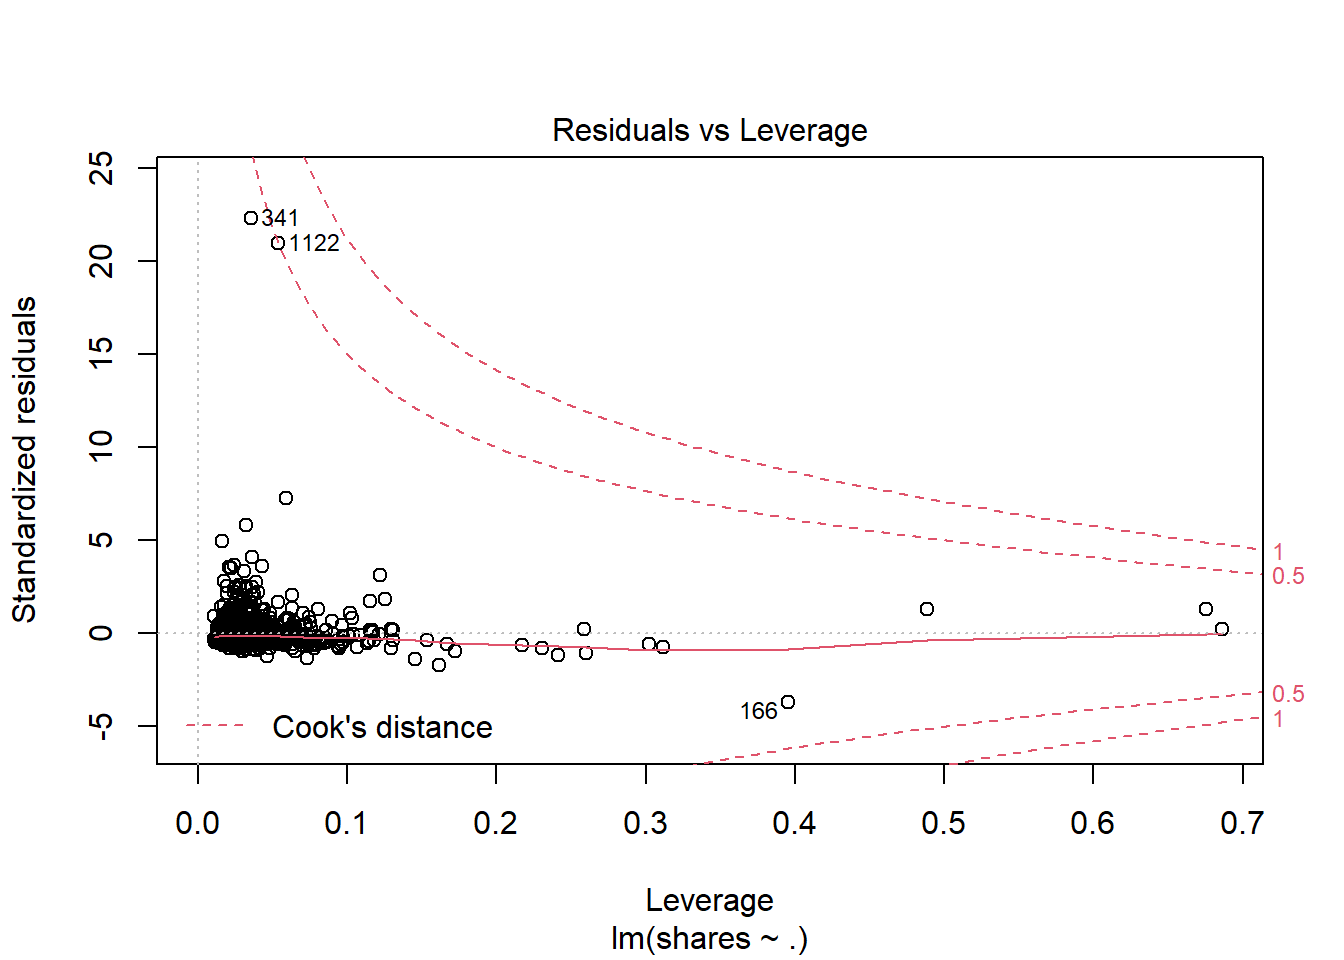 Residuals vs Leverage
Standardized residuals
25
20
15
10
5
0
-5
341
1122
166
1
0.5
0.5
1
Cook's distance
0.0 0.1 0.2 0.3 0.4 0.5 0.6 0.7
Leverage
lm(shares ~ .)